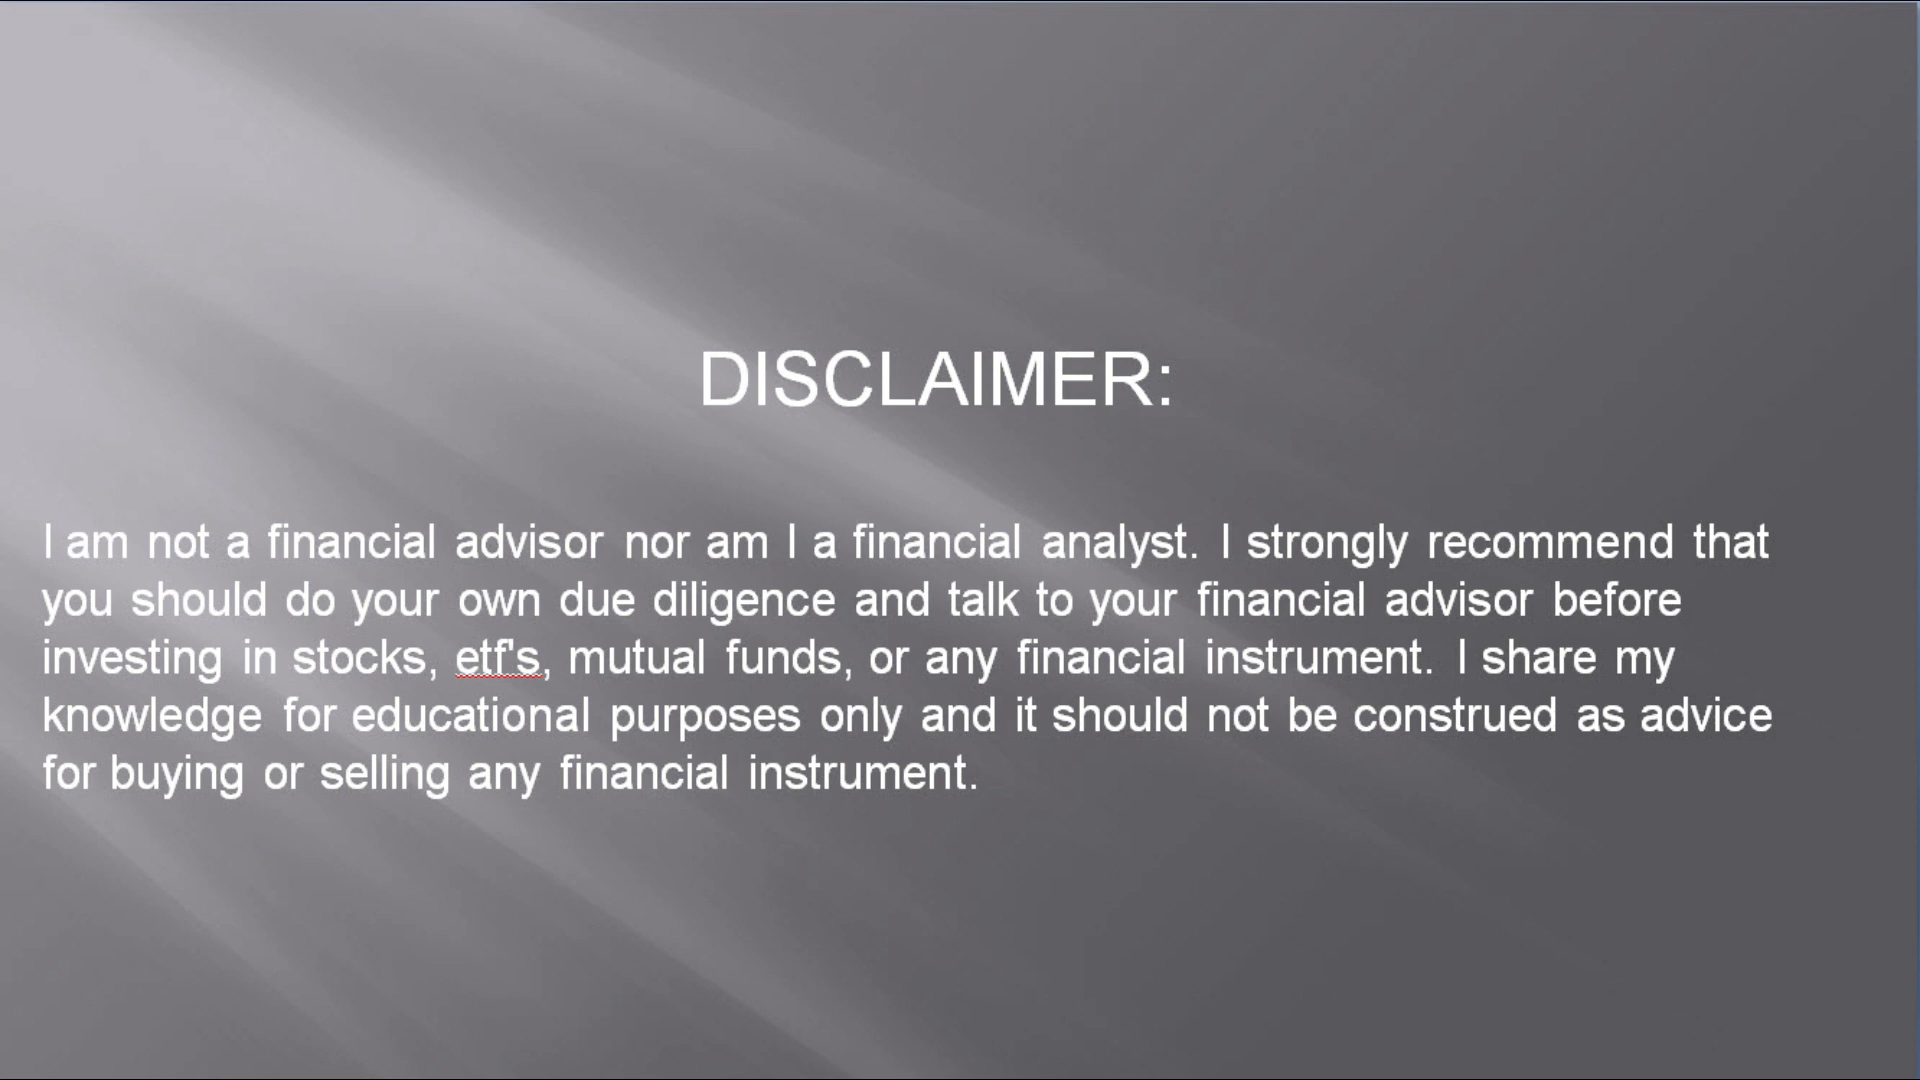 DISCLAIMER:
I am not a financial advisor nor am I a financial analyst. I strongly recommend that
you should do your own due diligence and talk to your financial advisor before
investing in stocks, etf's, mutual funds, or any financial instrument. I share my
knowledge for educational purposes only and it should not be construed as advice
for buying or selling any financial instrument.